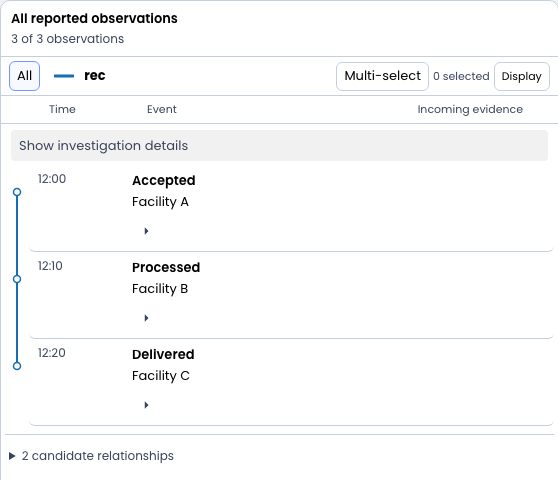 All reported observations
3 of 3 observations
All rec Multi-select 0 selected Display
Time Event Incoming evidence
Show investigation details
12:00 Accepted
Facility A
12:10 Processed
Facility B
12:20 Delivered
Facility C
2 candidate relationships